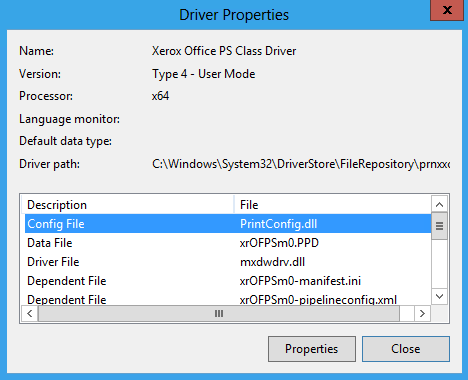 Driver Properties
x
Name: Xerox Office PS Class Driver
Version: Type 4 - User Mode
Processor: x64
Language monitor:
Default data type:
Driver path: C:\Windows\System32\DriverStore\FileRepository\prnxxc
Description File
Config File PrintConfig.dll
Data File xrOFPSm0.PPD
Driver File mxdwdrv.dll
Dependent File xrOFPSm0-manifest.ini
Dependent File xrOFPSm0-pipelineconfig.xml
Properties Close